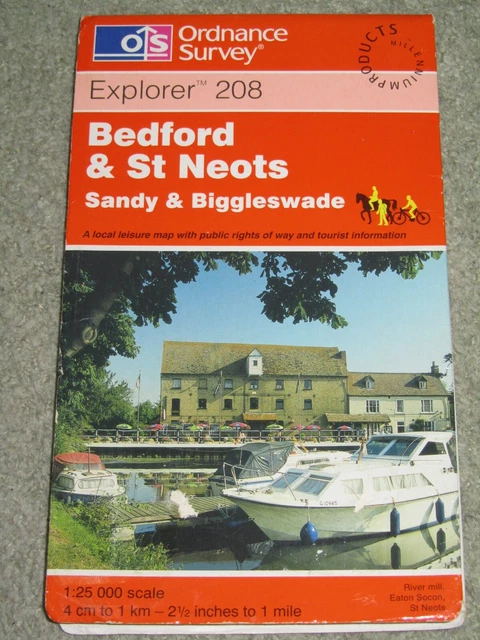 OS Ordnance
Survey®
MILLENNIUM PRODUCTS
Explorer™ 208
Bedford
& St Neots
Sandy & Biggleswade
A local leisure map with public rights of way and tourist information
1:25 000 scale
4 cm to 1 km – 2½ inches to 1 mile
River mill,
Eaton Socon,
St Neots